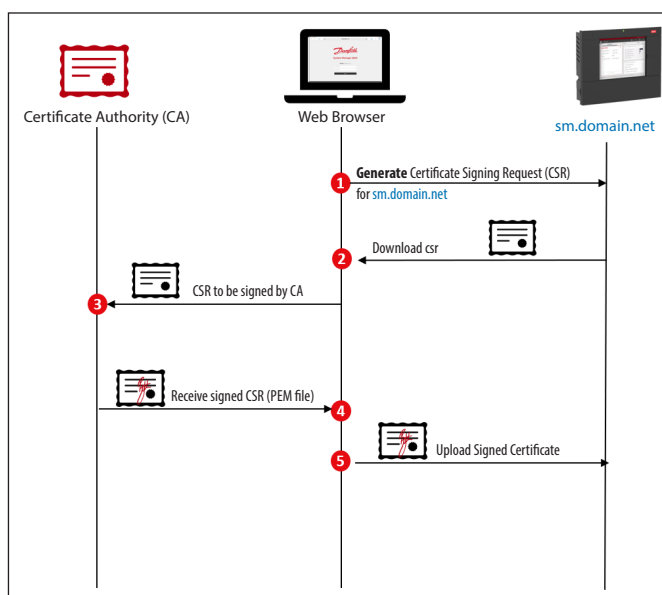 Danfoss
Certificate Authority (CA)
Web Browser
sm.domain.net
1
Generate Certificate Signing Request (CSR)
for sm.domain.net
Download csr
2
CSR to be signed by CA
3
Receive signed CSR (PEM file)
4
Upload Signed Certificate
5